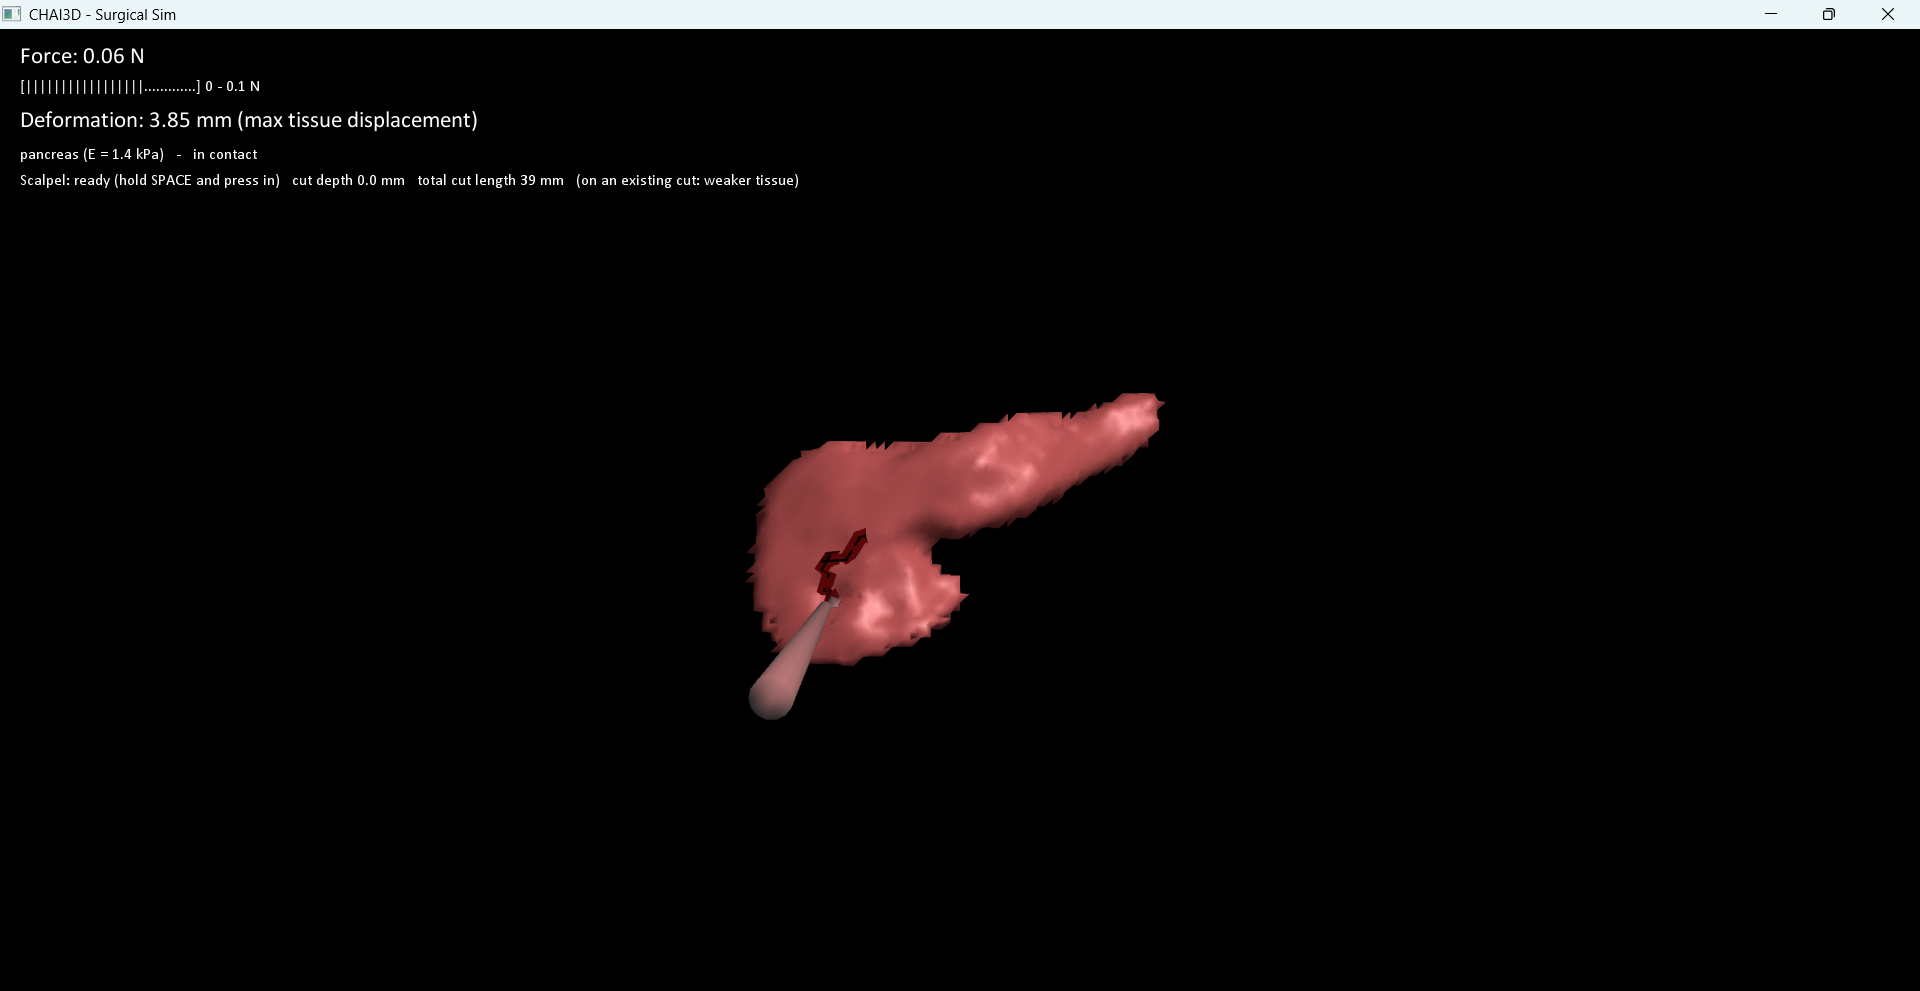 CHAI3D - Surgical Sim
Force: 0.06 N
[||||||||||||||||||.............] 0 - 0.1 N
Deformation: 3.85 mm (max tissue displacement)
pancreas (E = 1.4 kPa)   -   in contact
Scalpel: ready (hold SPACE and press in)   cut depth 0.0 mm   total cut length 39 mm   (on an existing cut: weaker tissue)